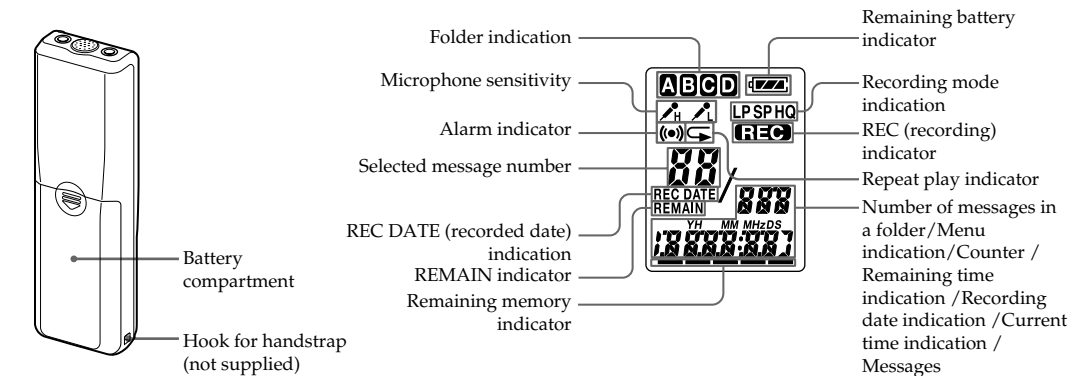 Battery
compartment
Hook for handstrap
(not supplied)
Folder indication
Microphone sensitivity
Alarm indicator
Selected message number
REC DATE (recorded date)
indication
REMAIN indicator
Remaining memory
indicator
A B C D
H L
LP SP HQ
REC
88
REC DATE
REMAIN
888
YH MM MHzDS
Remaining battery
indicator
Recording mode
indication
REC (recording)
indicator
Repeat play indicator
Number of messages in
a folder/Menu
indication/Counter /
Remaining time
indication /Recording
date indication /Current
time indication /
Messages